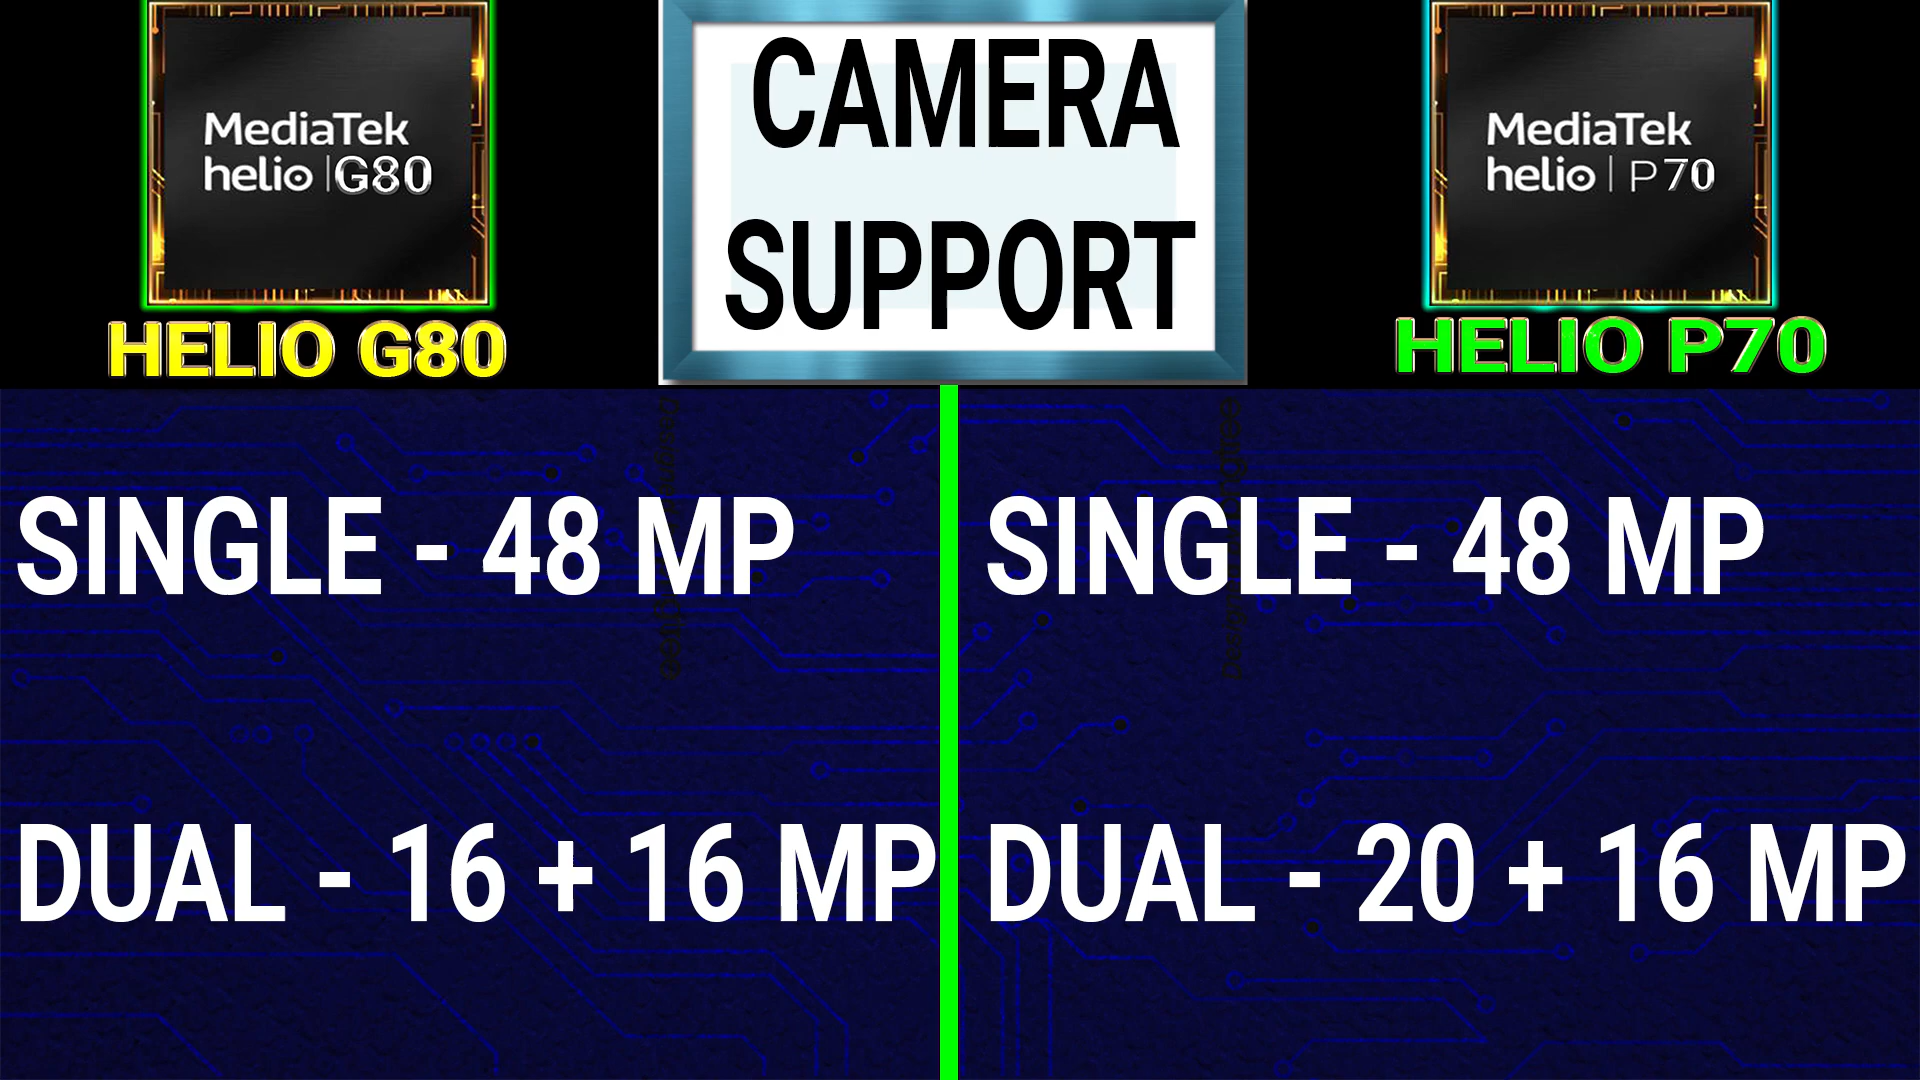 MediaTek
helio | G80
HELIO G80
CAMERA
SUPPORT
MediaTek
helio | P70
HELIO P70
SINGLE - 48 MP
DUAL - 16 + 16 MP
SINGLE - 48 MP
DUAL - 20 + 16 MP